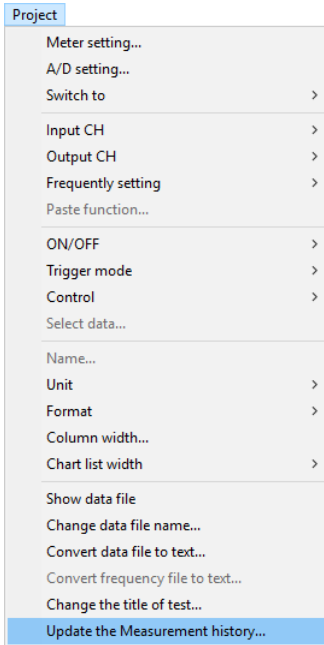 Project
Meter setting...
A/D setting...
Switch to
Input CH
Output CH
Frequently setting
Paste function...
ON/OFF
Trigger mode
Control
Select data...
Name...
Unit
Format
Column width...
Chart list width
Show data file
Change data file name...
Convert data file to text...
Convert frequency file to text...
Change the title of test...
Update the Measurement history...